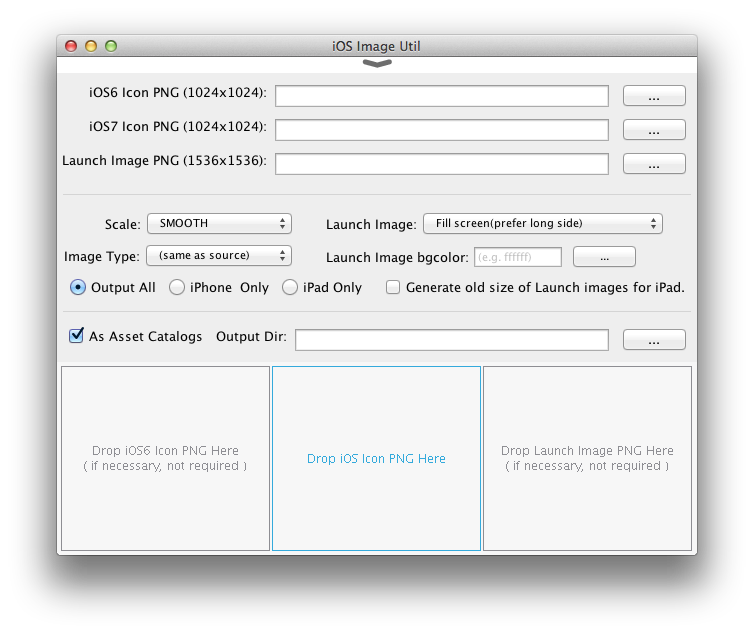 iOS Image Util
iOS6 Icon PNG (1024x1024):
...
iOS7 Icon PNG (1024x1024):
...
Launch Image PNG (1536x1536):
...
Scale: SMOOTH Launch Image: Fill screen(prefer long side)
Image Type: (same as source) Launch Image bgcolor: (e.g. ffffff) ...
Output All iPhone Only iPad Only Generate old size of Launch images for iPad.
As Asset Catalogs Output Dir: ...
Drop iOS6 Icon PNG Here
( if necessary, not required )
Drop iOS Icon PNG Here
Drop Launch Image PNG Here
( if necessary, not required )